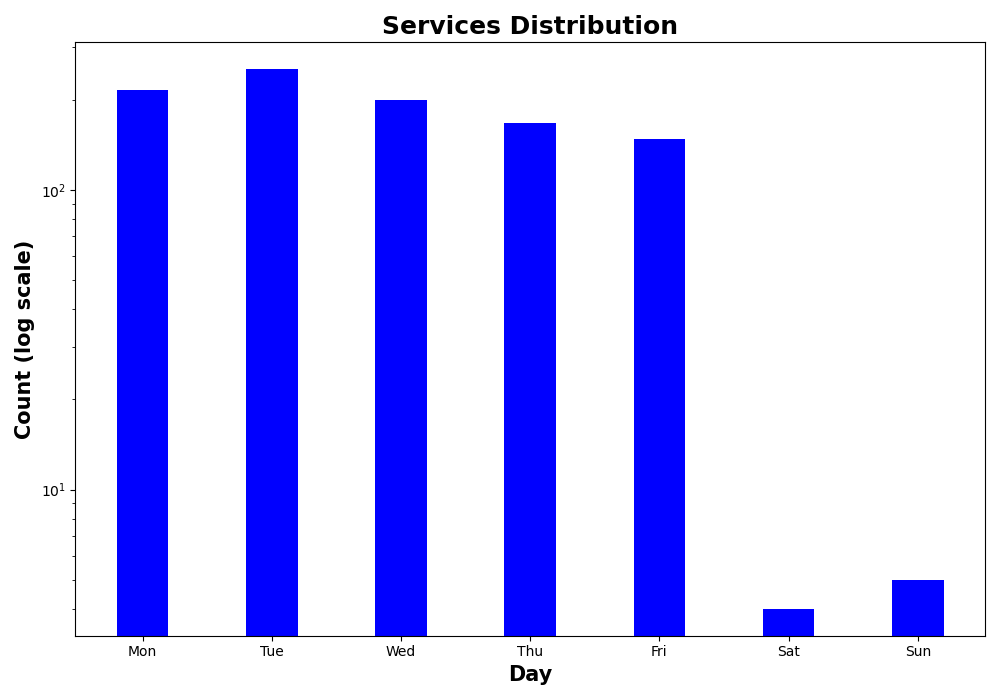 Services Distribution
Count (log scale)
10²
10¹
Mon Tue Wed Thu Fri Sat Sun
Day